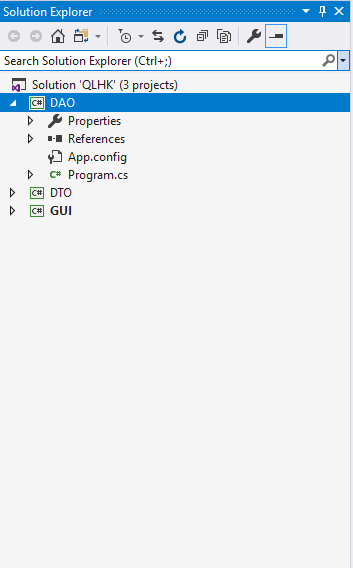 Solution Explorer
Search Solution Explorer (Ctrl+;)
Solution 'QLHK' (3 projects)
C# DAO
Properties
References
App.config
C# Program.cs
C# DTO
C# GUI